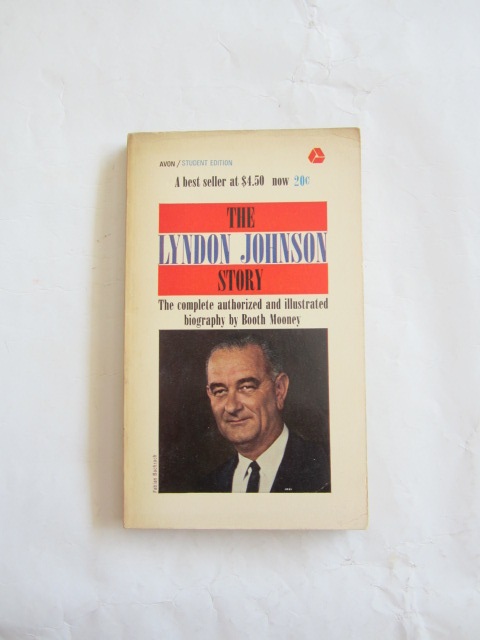 AVON/STUDENT EDITION
A best seller at $4.50 now 20¢
THE
LYNDON JOHNSON
STORY
The complete authorized and illustrated
biography by Booth Mooney